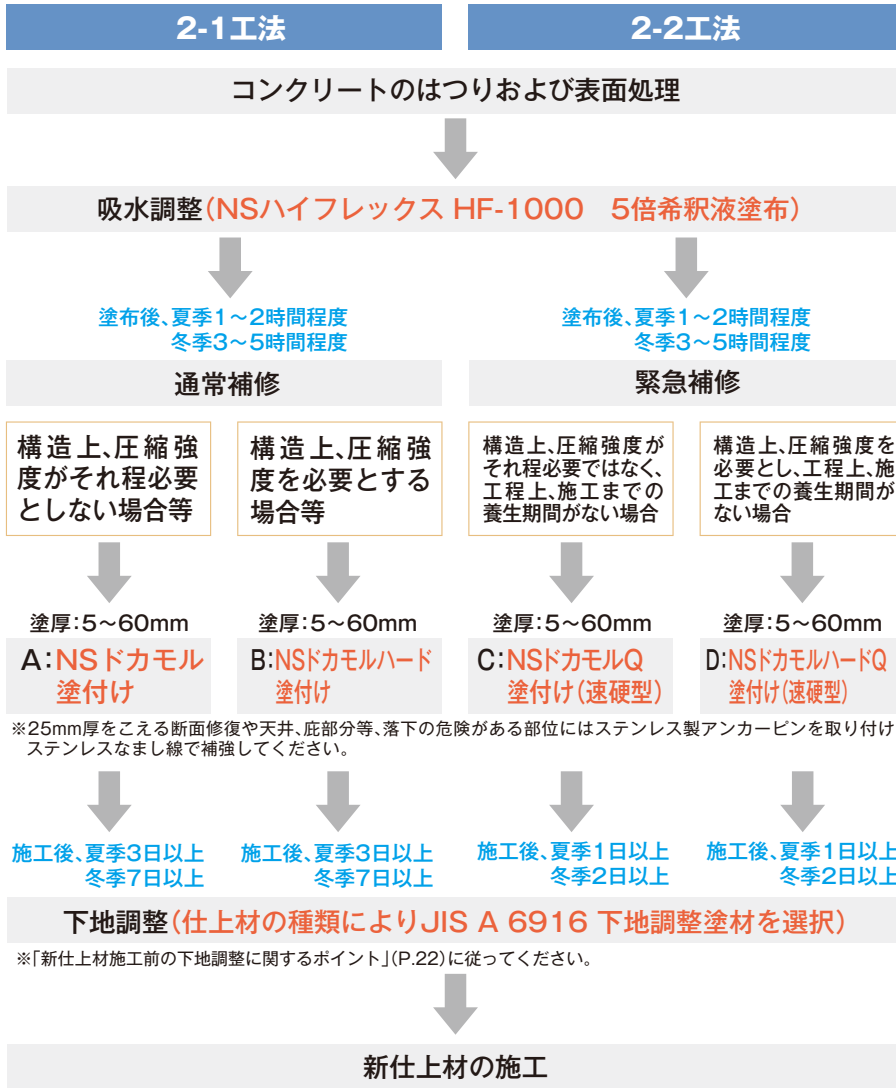 2-1工法
2-2工法
コンクリートのはつりおよび表面処理
吸水調整(NSハイフレックス HF-1000　5倍希釈液塗布)
塗布後、夏季1～2時間程度
冬季3～5時間程度
塗布後、夏季1～2時間程度
冬季3～5時間程度
通常補修
緊急補修
構造上、圧縮強
度がそれ程必要
としない場合等
構造上、圧縮強
度を必要とする
場合等
構造上、圧縮強度が
それ程必要ではなく、
工程上、施工までの
養生期間がない場合
構造上、圧縮強度を
必要とし、工程上、施
工までの養生期間が
ない場合
塗厚:5～60mm
塗厚:5～60mm
塗厚:5～60mm
塗厚:5～60mm
A:NSドカモル
塗付け
B:NSドカモルハード
塗付け
C:NSドカモルQ
塗付け(速硬型)
D:NSドカモルハードQ
塗付け(速硬型)
※25mm厚をこえる断面修復や天井、庇部分等、落下の危険がある部位にはステンレス製アンカーピンを取り付け
ステンレスなまし線で補強してください。
施工後、夏季3日以上
冬季7日以上
施工後、夏季3日以上
冬季7日以上
施工後、夏季1日以上
冬季2日以上
施工後、夏季1日以上
冬季2日以上
下地調整(仕上材の種類によりJIS A 6916 下地調整塗材を選択)
※「新仕上材施工前の下地調整に関するポイント」(P.22)に従ってください。
新仕上材の施工